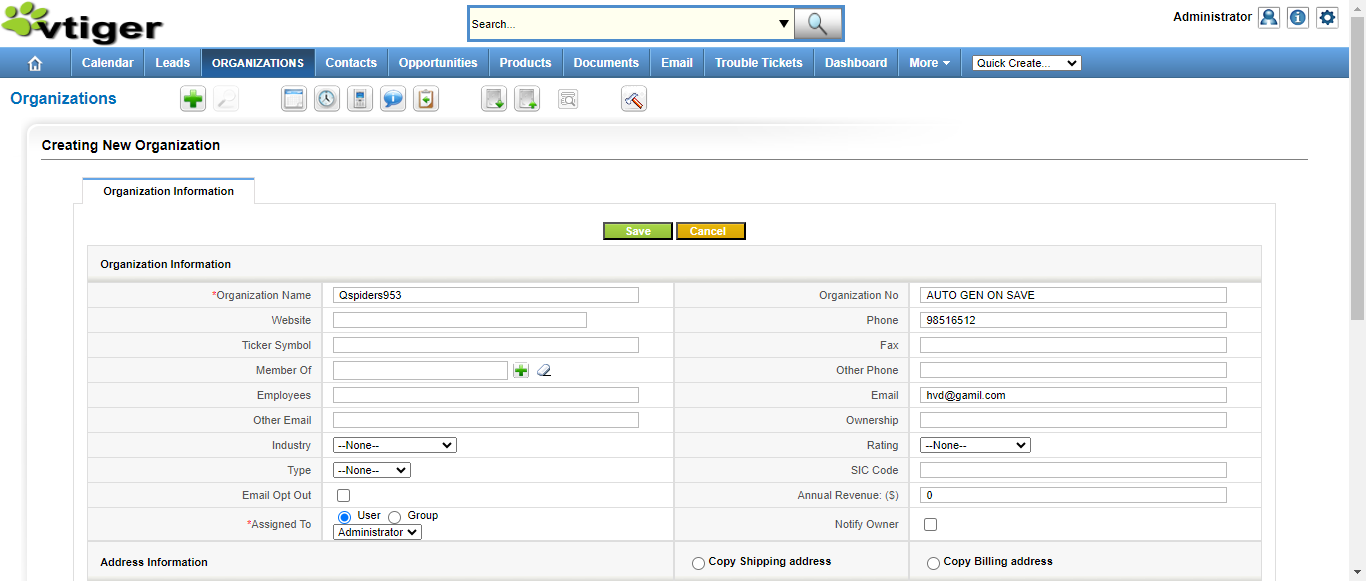 vtiger
Search...
Administrator
Calendar Leads ORGANIZATIONS Contacts Opportunities Products Documents Email Trouble Tickets Dashboard More Quick Create...
Organizations
Creating New Organization
Organization Information
Save Cancel
Organization Information
*Organization Name Qspiders953 Organization No AUTO GEN ON SAVE
Website Phone 98516512
Ticker Symbol Fax
Member Of Other Phone
Employees Email hvd@gamil.com
Other Email Ownership
Industry --None-- Rating --None--
Type --None-- SIC Code
Email Opt Out Annual Revenue: ($) 0
*Assigned To User Group Administrator Notify Owner
Address Information Copy Shipping address Copy Billing address